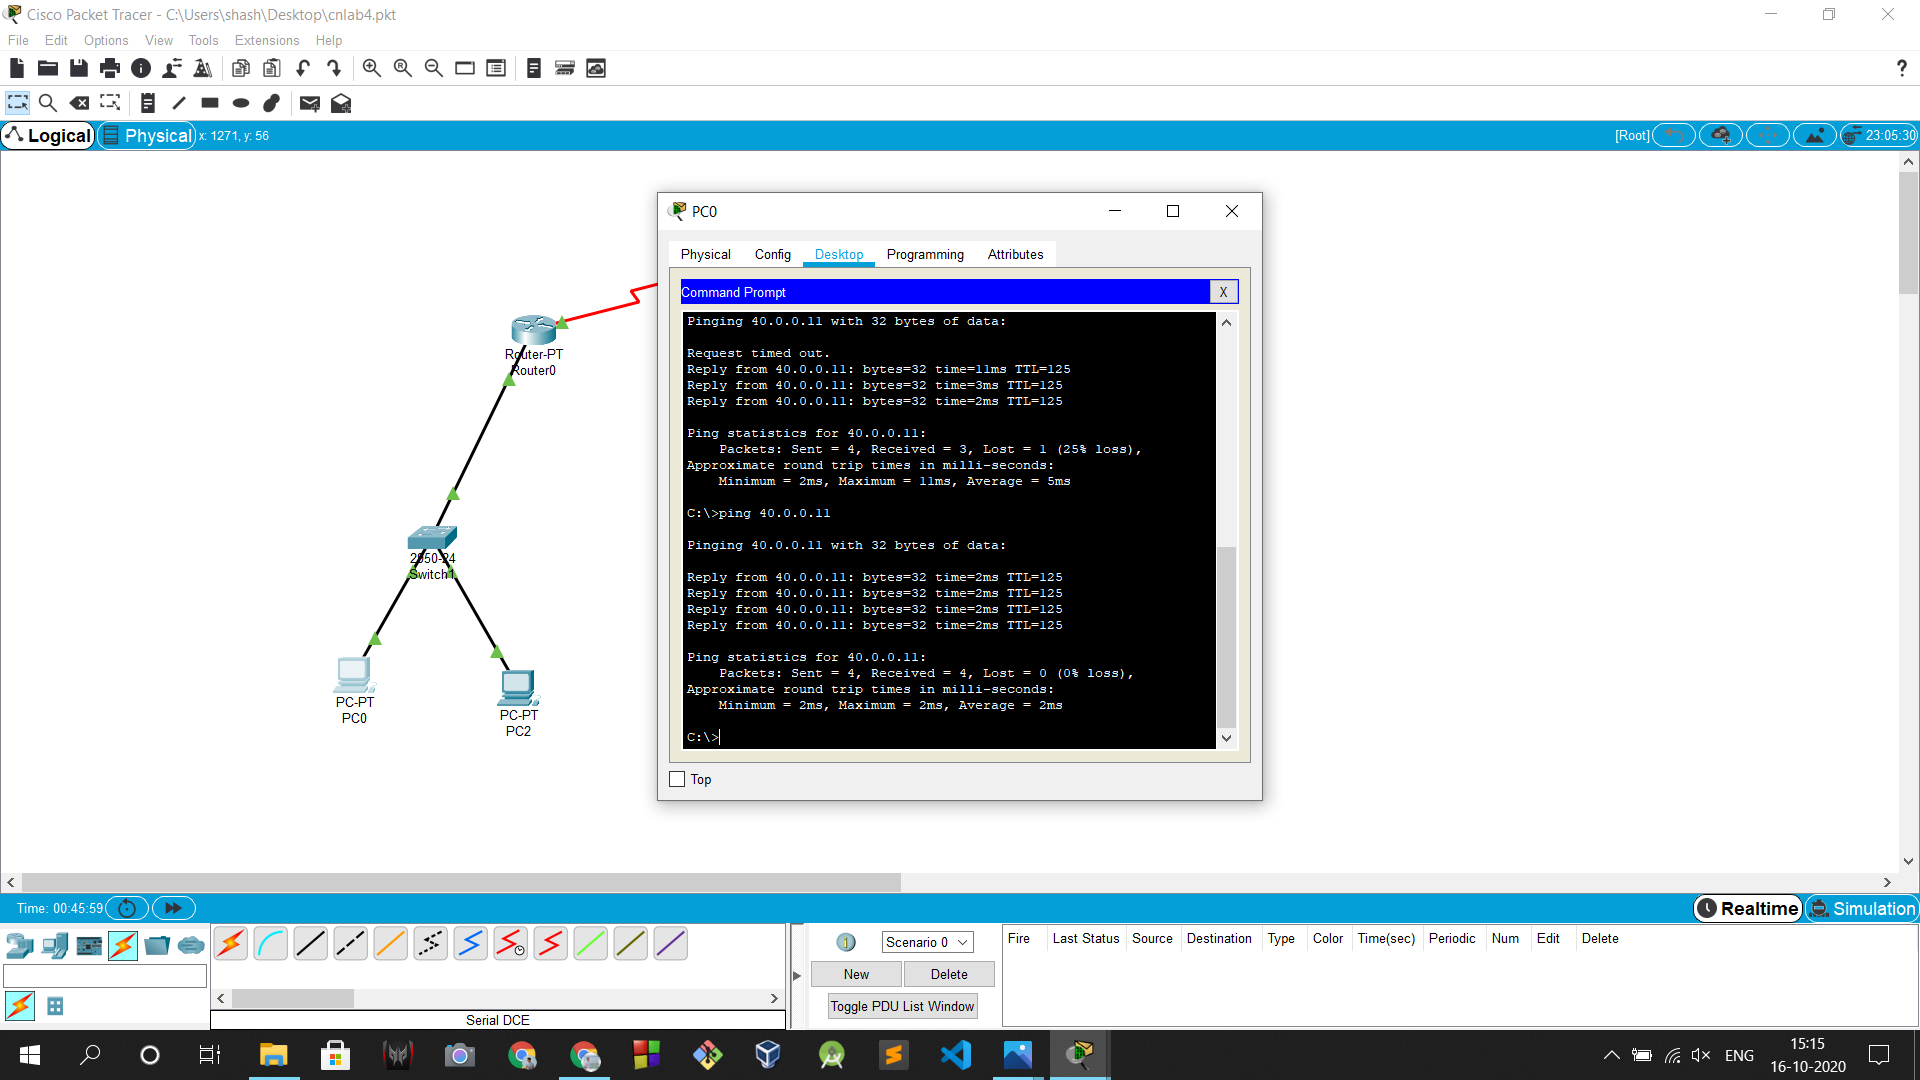 Cisco Packet Tracer - C:\Users\shash\Desktop\cnlab4.pkt
File Edit Options View Tools Extensions Help
?
Logical Physical x: 1271, y: 56 [Root] 23:05:30
PC0
Physical Config Desktop Programming Attributes
Command Prompt X
Pinging 40.0.0.11 with 32 bytes of data:
Request timed out.
Reply from 40.0.0.11: bytes=32 time=11ms TTL=125
Reply from 40.0.0.11: bytes=32 time=3ms TTL=125
Reply from 40.0.0.11: bytes=32 time=2ms TTL=125
Ping statistics for 40.0.0.11:
Packets: Sent = 4, Received = 3, Lost = 1 (25% loss),
Approximate round trip times in milli-seconds:
Minimum = 2ms, Maximum = 11ms, Average = 5ms
C:\>ping 40.0.0.11
Pinging 40.0.0.11 with 32 bytes of data:
Reply from 40.0.0.11: bytes=32 time=2ms TTL=125
Reply from 40.0.0.11: bytes=32 time=2ms TTL=125
Reply from 40.0.0.11: bytes=32 time=2ms TTL=125
Reply from 40.0.0.11: bytes=32 time=2ms TTL=125
Ping statistics for 40.0.0.11:
Packets: Sent = 4, Received = 4, Lost = 0 (0% loss),
Approximate round trip times in milli-seconds:
Minimum = 2ms, Maximum = 2ms, Average = 2ms
C:\>
Top
Router-PT
Router0
2950-24
Switch1
PC-PT
PC0
PC-PT
PC2
Time: 00:45:59 Realtime Simulation
Scenario 0
New Delete
Toggle PDU List Window
Fire Last Status Source Destination Type Color Time(sec) Periodic Num Edit Delete
Serial DCE
ENG
15:15
16-10-2020